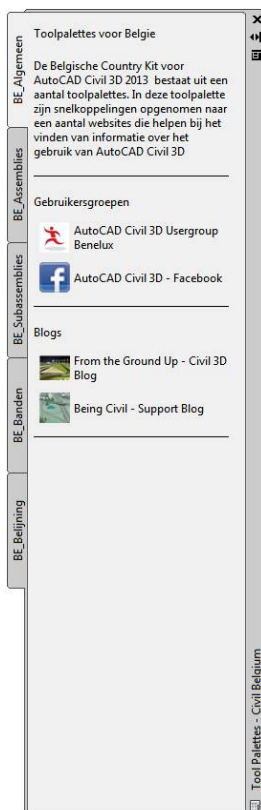 Toolpalettes voor Belgie
De Belgische Country Kit voor
AutoCAD Civil 3D 2013 bestaat uit een
aantal toolpalettes. In deze toolpalette
zijn snelkoppelingen opgenomen naar
een aantal websites die helpen bij het
vinden van informatie over het
gebruik van AutoCAD Civil 3D
Gebruikersgroepen
AutoCAD Civil 3D Usergroup
Benelux
AutoCAD Civil 3D - Facebook
Blogs
From the Ground Up - Civil 3D
Blog
Being Civil - Support Blog
BE_Algemeen
BE_Assemblies
BE_Subassemblies
BE_Banden
BE_Belijning
Tool Palettes - Civil Belgium